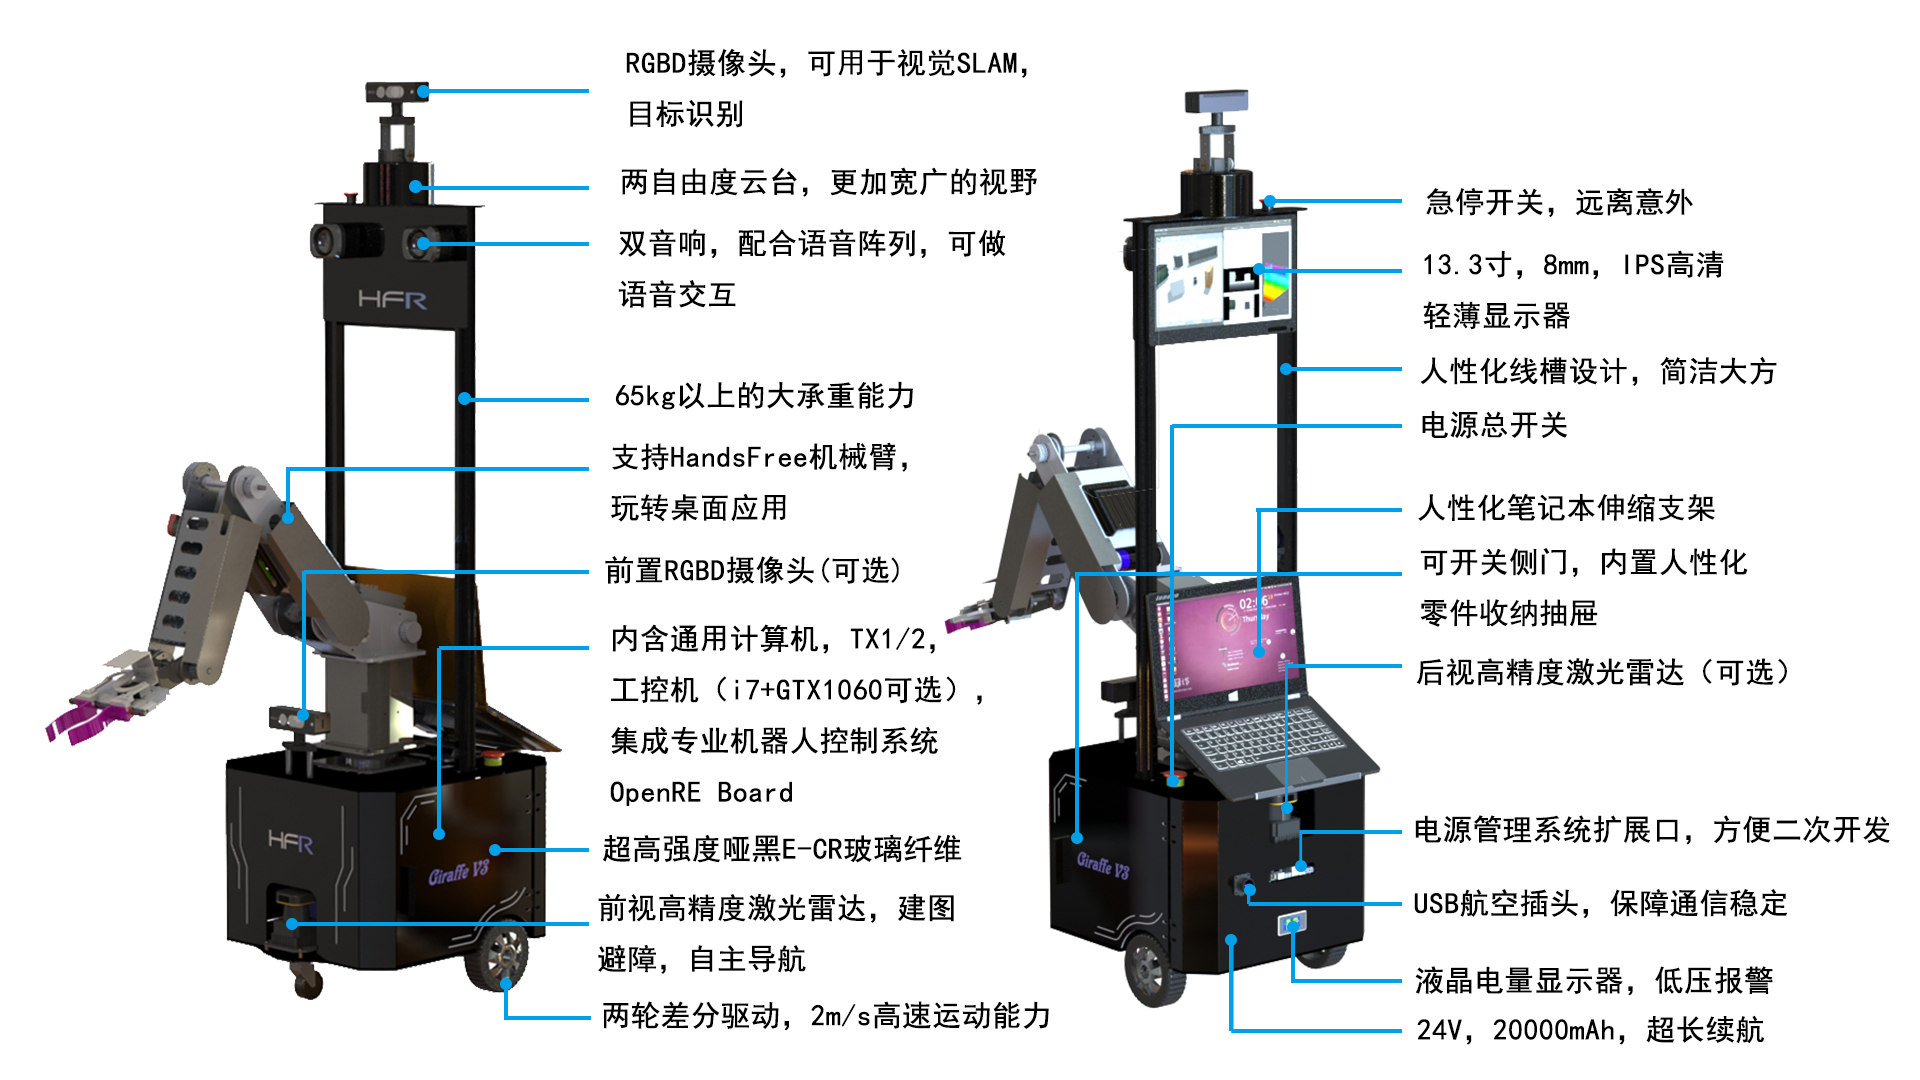 RGBD摄像头，可用于视觉SLAM，
目标识别
两自由度云台，更加宽广的视野
双音响，配合语音阵列，可做
语音交互
HFR
65kg以上的大承重能力
支持HandsFree机械臂，
玩转桌面应用
前置RGBD摄像头(可选)
内含通用计算机，TX1/2，
工控机（i7+GTX1060可选），
集成专业机器人控制系统
OpenRE Board
HFR
超高强度哑黑E-CR玻璃纤维
Giraffe V3
前视高精度激光雷达，建图
避障，自主导航
两轮差分驱动，2m/s高速运动能力
急停开关，远离意外
13.3寸，8mm，IPS高清
轻薄显示器
人性化线槽设计，简洁大方
电源总开关
人性化笔记本伸缩支架
可开关侧门，内置人性化
零件收纳抽屉
02:06
Thursday
后视高精度激光雷达（可选）
电源管理系统扩展口，方便二次开发
Giraffe V3
USB航空插头，保障通信稳定
液晶电量显示器，低压报警
24V，20000mAh，超长续航